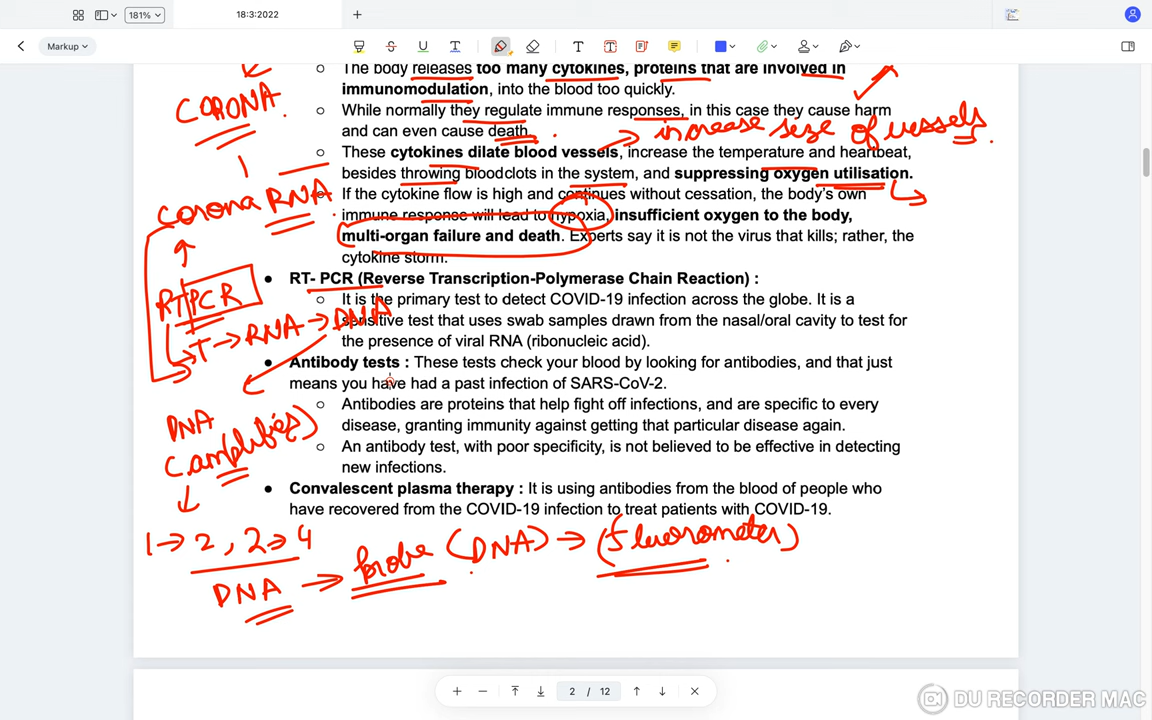 181%
18:3:2022
Markup
The body releases too many cytokines, proteins that are involved in
immunomodulation, into the blood too quickly.
While normally they regulate immune responses, in this case they cause harm
and can even cause death.
increase size of vessels.
These cytokines dilate blood vessels, increase the temperature and heartbeat,
besides throwing bloodclots in the system, and suppressing oxygen utilisation.
If the cytokine flow is high and continues without cessation, the body's own
immune response will lead to hypoxia, insufficient oxygen to the body,
multi-organ failure and death. Experts say it is not the virus that kills; rather, the
cytokine storm.
RT- PCR (Reverse Transcription-Polymerase Chain Reaction) :
It is the primary test to detect COVID-19 infection across the globe. It is a
sensitive test that uses swab samples drawn from the nasal/oral cavity to test for
the presence of viral RNA (ribonucleic acid).
Antibody tests : These tests check your blood by looking for antibodies, and that just
means you have had a past infection of SARS-CoV-2.
Antibodies are proteins that help fight off infections, and are specific to every
disease, granting immunity against getting that particular disease again.
An antibody test, with poor specificity, is not believed to be effective in detecting
new infections.
Convalescent plasma therapy : It is using antibodies from the blood of people who
have recovered from the COVID-19 infection to treat patients with COVID-19.
CORONA
Corona RNA
RT PCR
T → RNA → DNA
DNA
(amplifies)
1 → 2, 2 → 4
DNA → probe (DNA) → (fluorometer)
2 / 12
DU RECORDER MAC